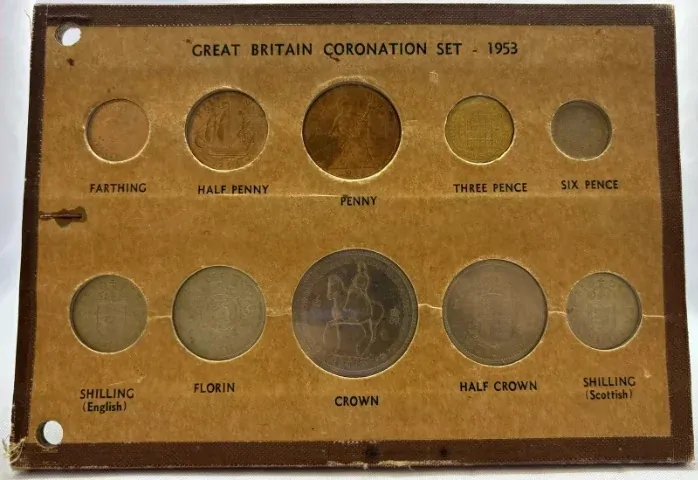 GREAT BRITAIN CORONATION SET - 1953
FARTHING
HALF PENNY
PENNY
THREE PENCE
SIX PENCE
SHILLING
(English)
FLORIN
CROWN
HALF CROWN
SHILLING
(Scottish)